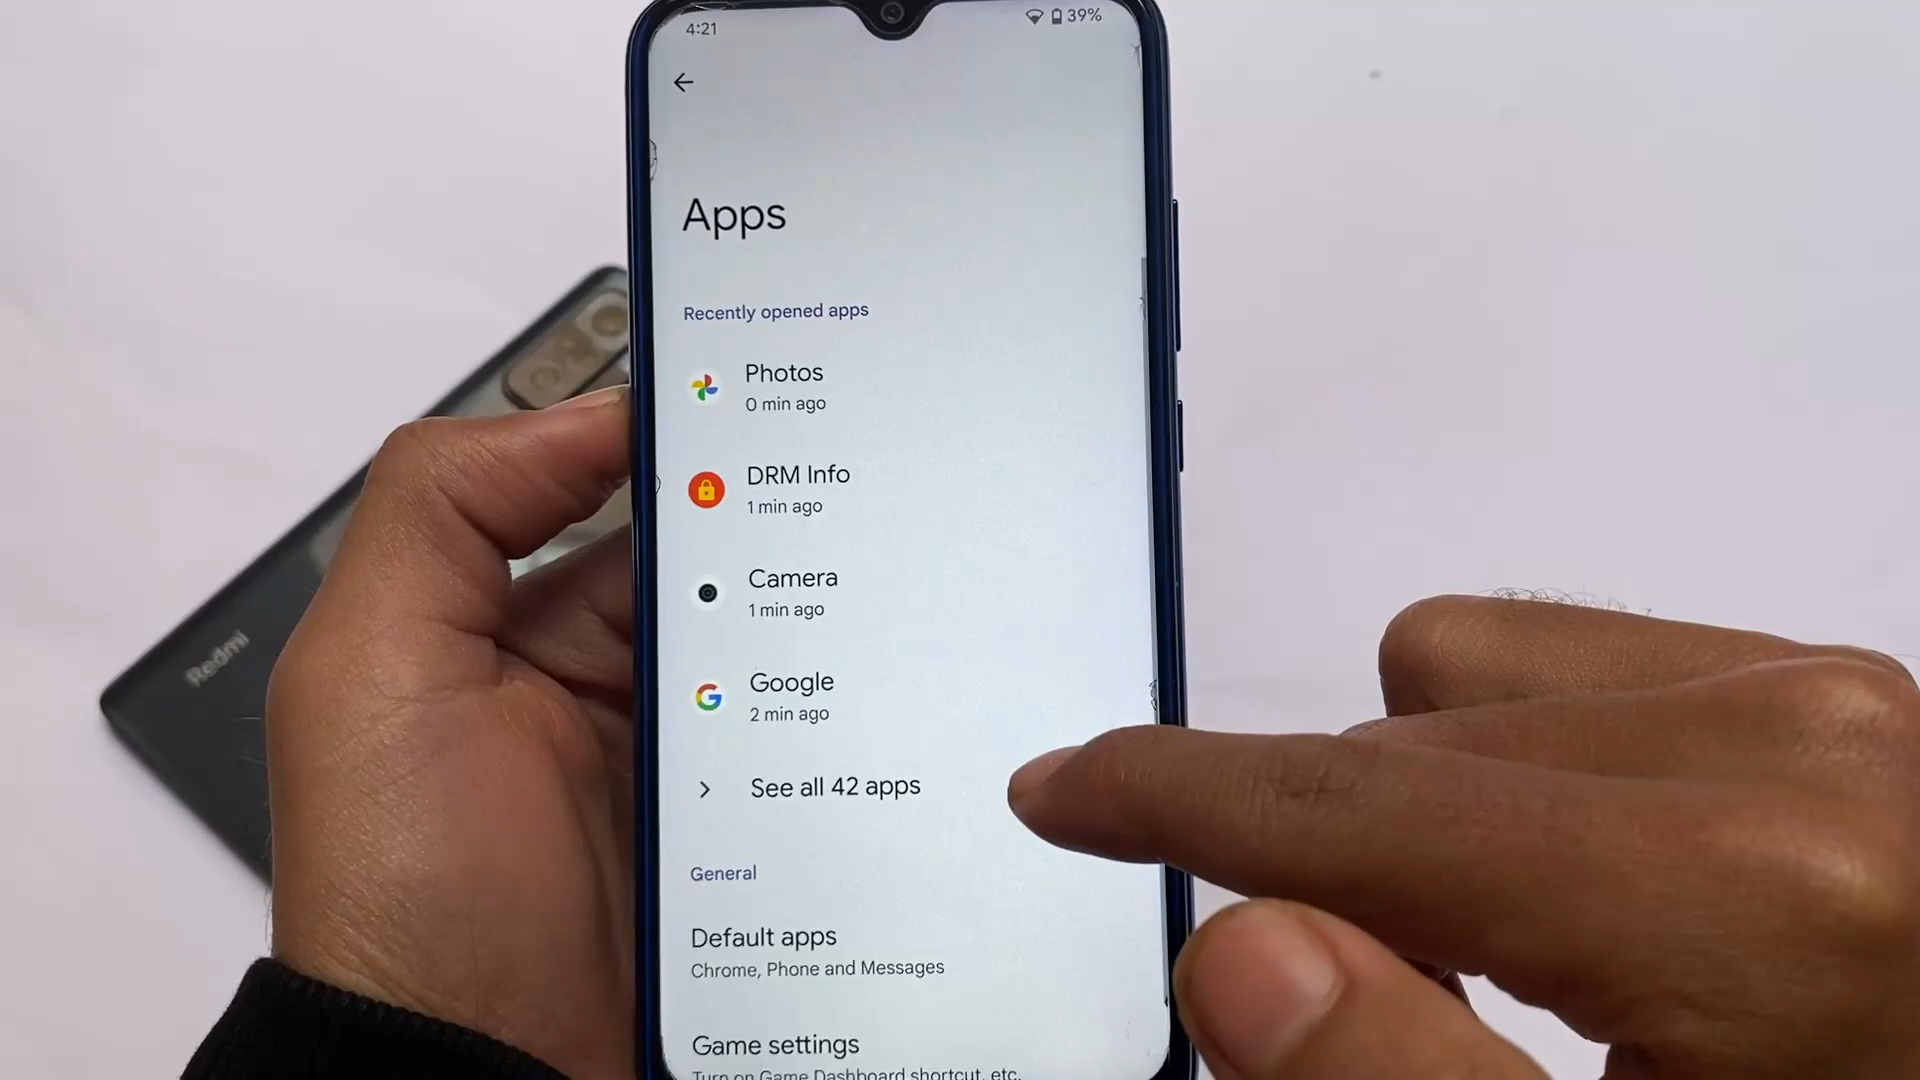 4:21
39%
Apps
Recently opened apps
Photos
0 min ago
DRM Info
1 min ago
Camera
1 min ago
Google
2 min ago
See all 42 apps
General
Default apps
Chrome, Phone and Messages
Game settings
Turn on Game Dashboard shortcut, etc.
Redmi